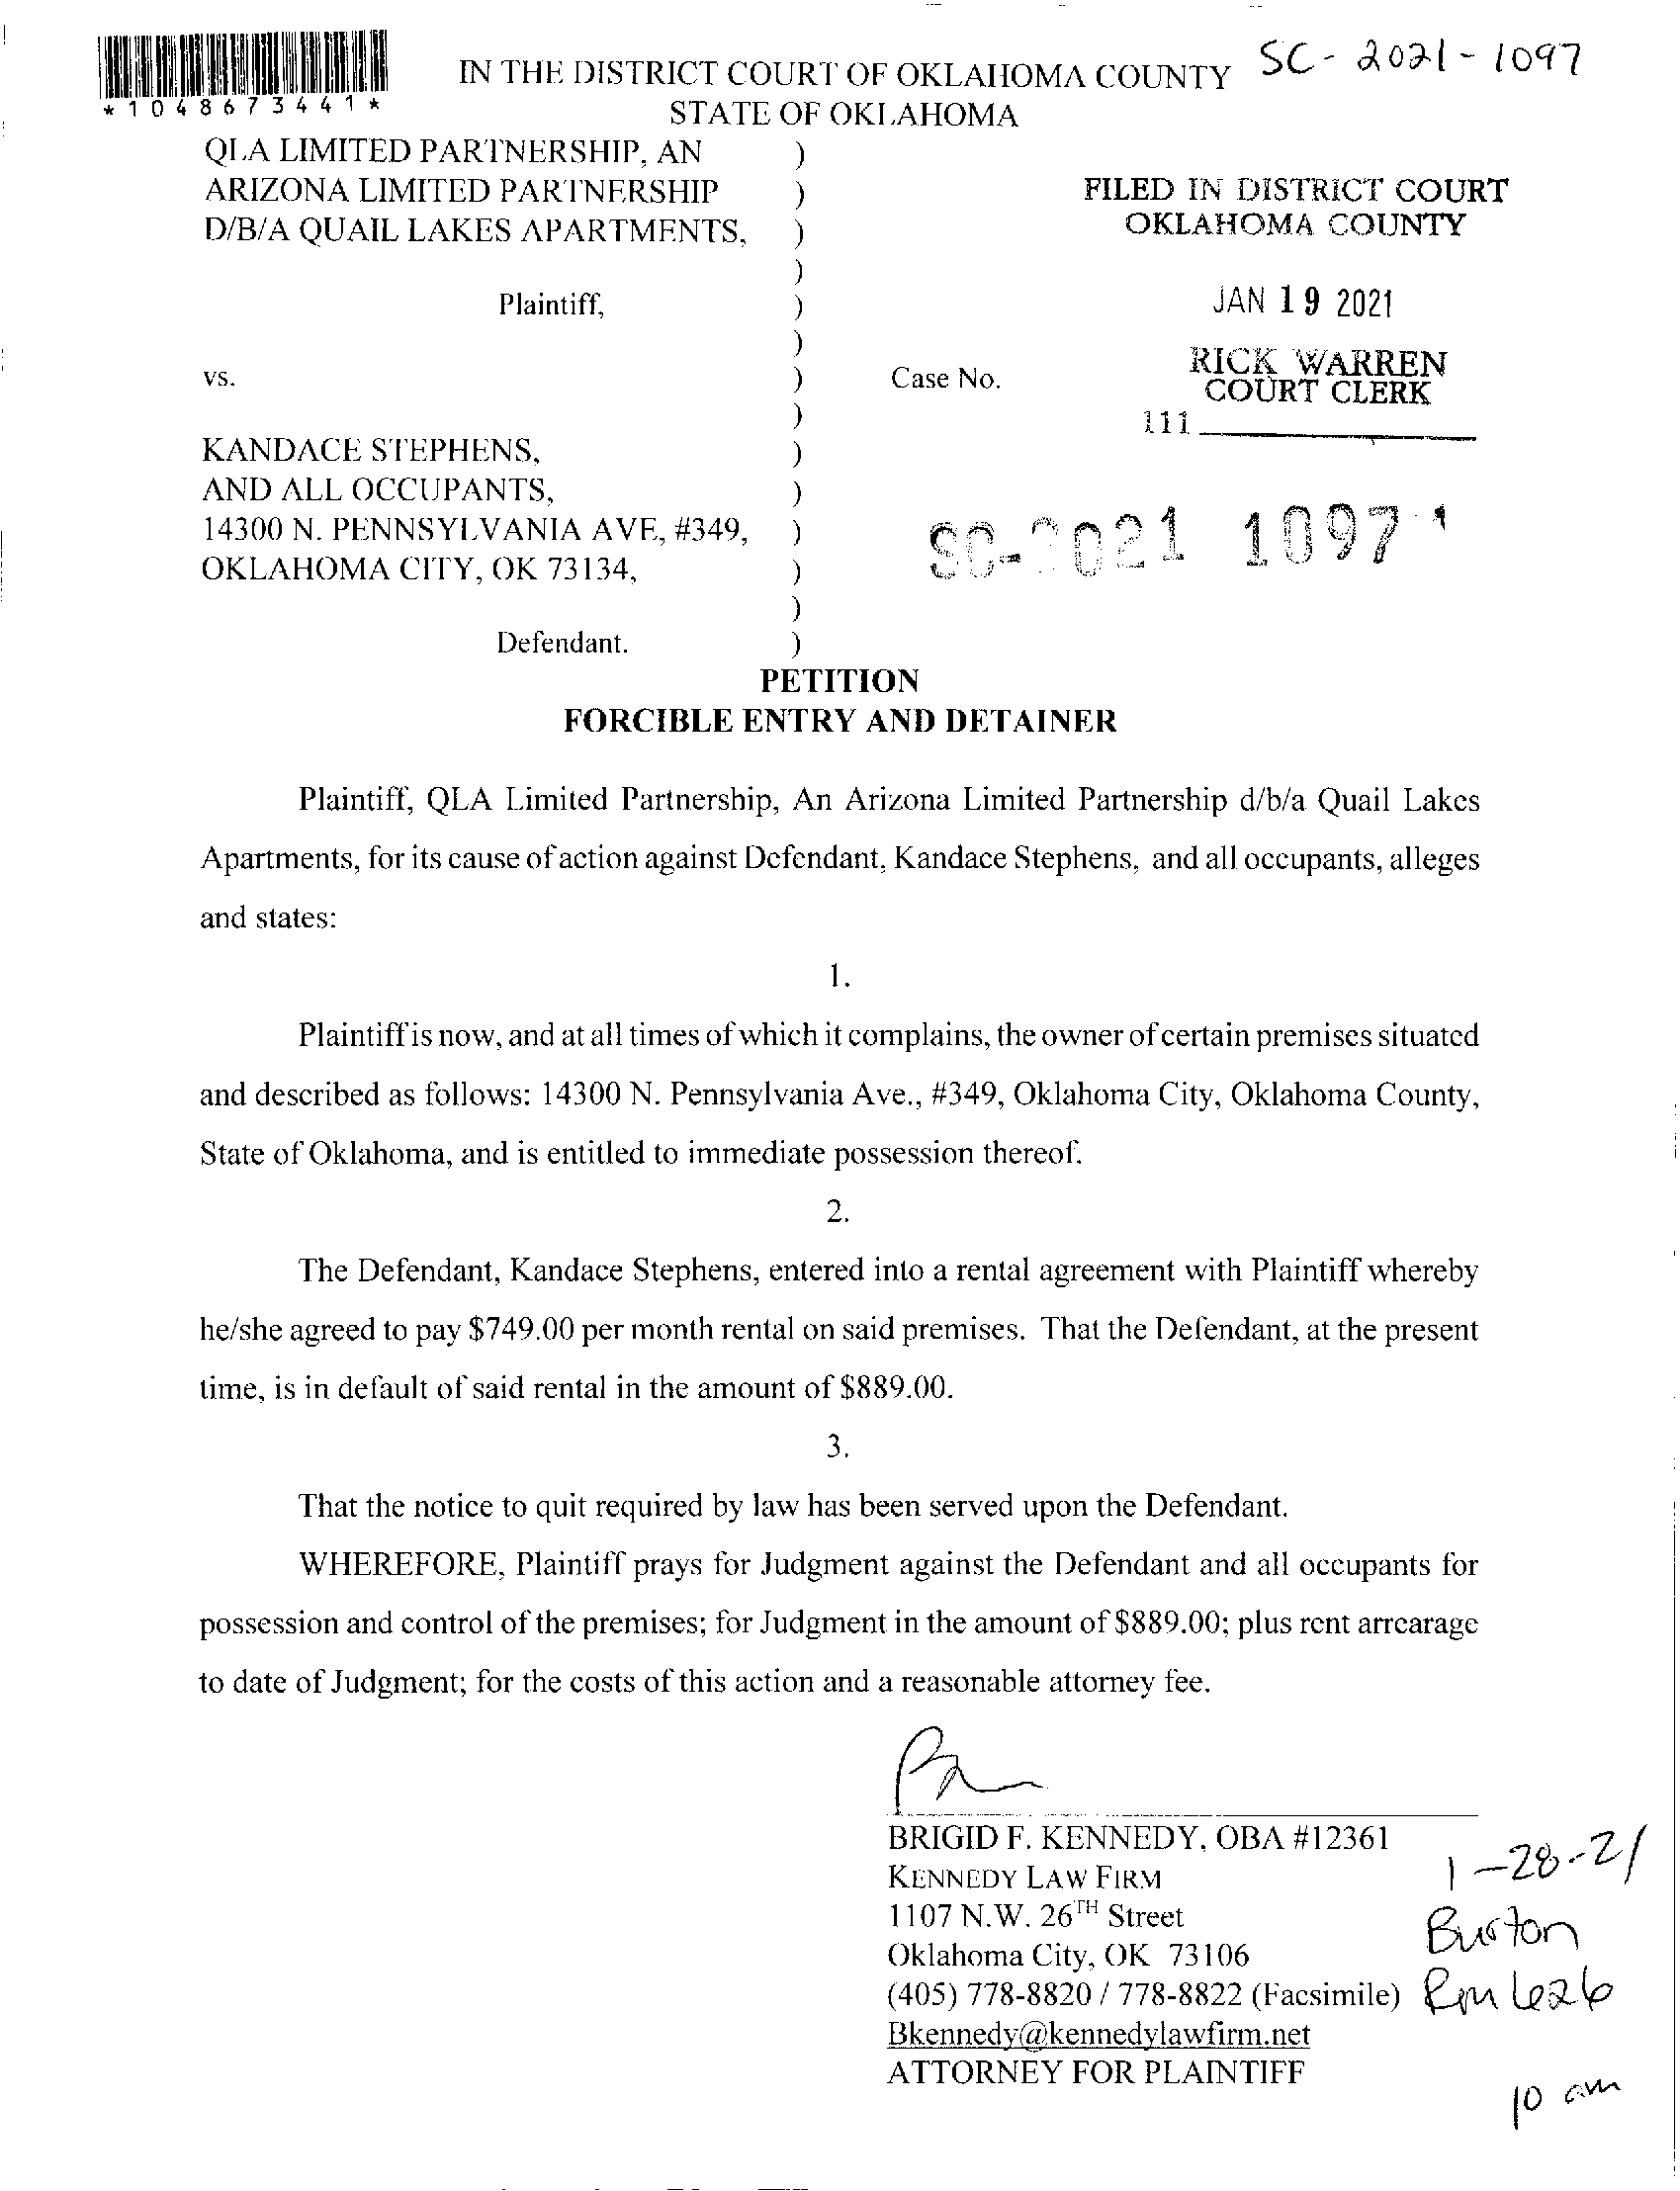 SC-2021-1097
*1048673441*
IN THE DISTRICT COURT OF OKLAHOMA COUNTY
STATE OF OKLAHOMA
QLA LIMITED PARTNERSHIP, AN )
ARIZONA LIMITED PARTNERSHIP )
D/B/A QUAIL LAKES APARTMENTS, )
)
Plaintiff, )
)
vs. ) Case No.
)
KANDACE STEPHENS, )
AND ALL OCCUPANTS, )
14300 N. PENNSYLVANIA AVE, #349, )
OKLAHOMA CITY, OK 73134, )
)
Defendant. )
FILED IN DISTRICT COURT
OKLAHOMA COUNTY
JAN 19 2021
RICK WARREN
COURT CLERK
111
SC-2021 1097
PETITION
FORCIBLE ENTRY AND DETAINER
Plaintiff, QLA Limited Partnership, An Arizona Limited Partnership d/b/a Quail Lakes
Apartments, for its cause of action against Defendant, Kandace Stephens, and all occupants, alleges
and states:
1.
Plaintiff is now, and at all times of which it complains, the owner of certain premises situated
and described as follows: 14300 N. Pennsylvania Ave., #349, Oklahoma City, Oklahoma County,
State of Oklahoma, and is entitled to immediate possession thereof.
2.
The Defendant, Kandace Stephens, entered into a rental agreement with Plaintiff whereby
he/she agreed to pay $749.00 per month rental on said premises. That the Defendant, at the present
time, is in default of said rental in the amount of $889.00.
3.
That the notice to quit required by law has been served upon the Defendant.
WHEREFORE, Plaintiff prays for Judgment against the Defendant and all occupants for
possession and control of the premises; for Judgment in the amount of $889.00; plus rent arrearage
to date of Judgment; for the costs of this action and a reasonable attorney fee.
BRIGID F. KENNEDY, OBA #12361
KENNEDY LAW FIRM
1107 N.W. 26TH Street
Oklahoma City, OK 73106
(405) 778-8820 / 778-8822 (Facsimile)
Bkennedy@kennedylawfirm.net
ATTORNEY FOR PLAINTIFF
1-28-21
Burton
Rm 626
10 am